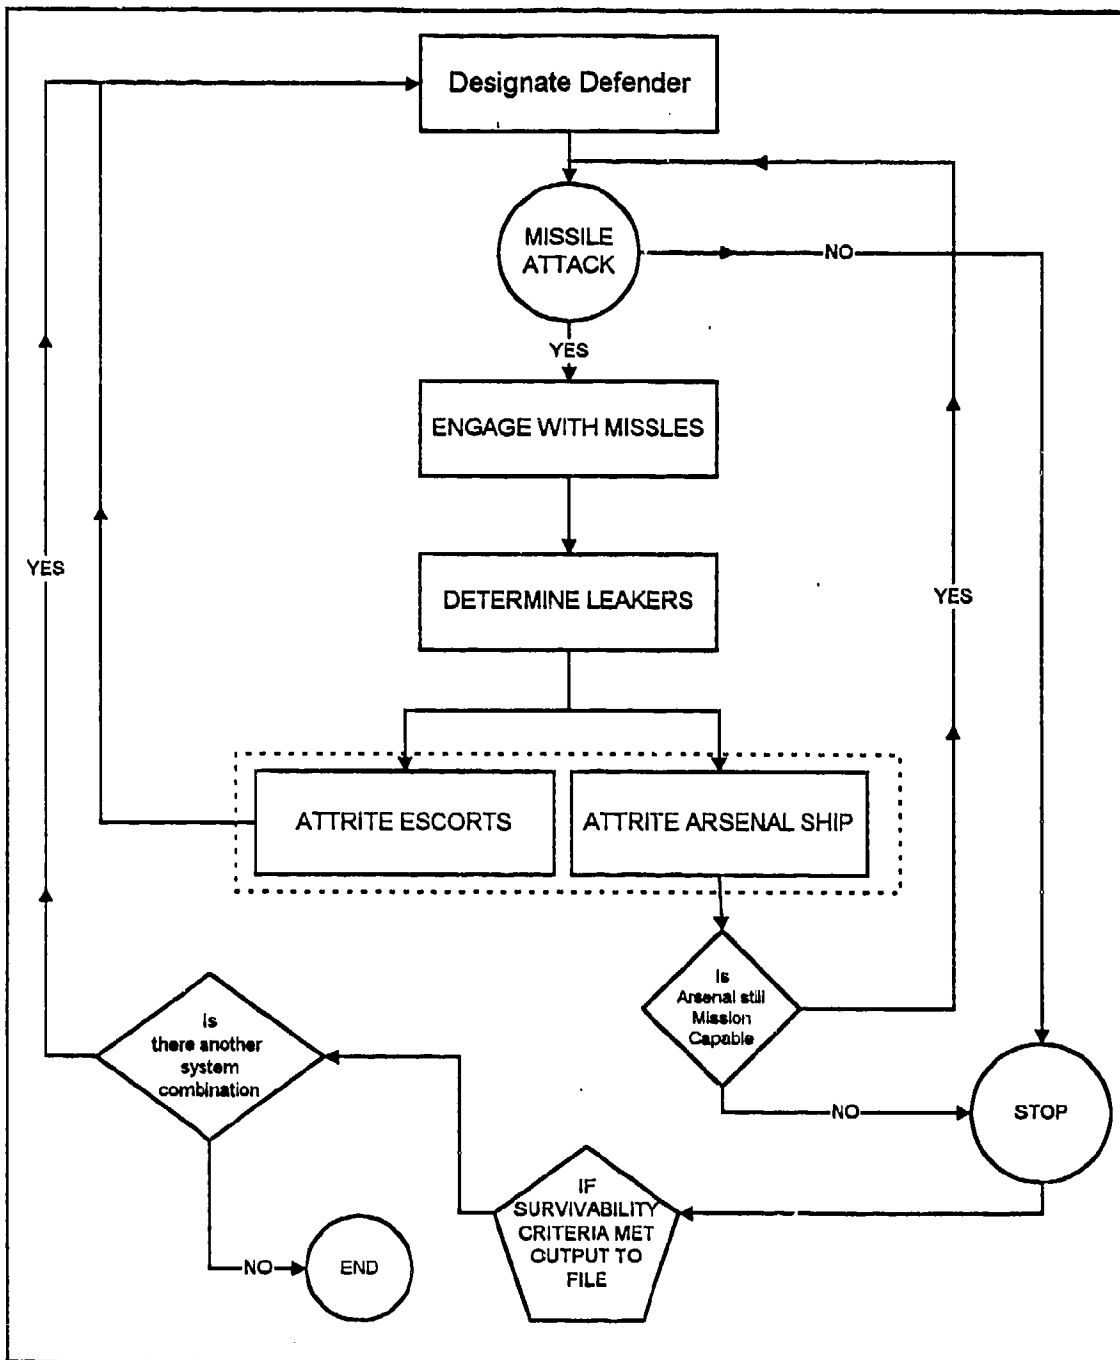 Designate Defender
MISSILE
ATTACK
NO
YES
ENGAGE WITH MISSLES
DETERMINE LEAKERS
YES
YES
ATTRITE ESCORTS
ATTRITE ARSENAL SHIP
Is
Arsenal still
Mission
Capable
Is
there another
system
combination
NO
STOP
IF
SURVIVABILITY
CRITERIA MET
OUTPUT TO
FILE
NO
END